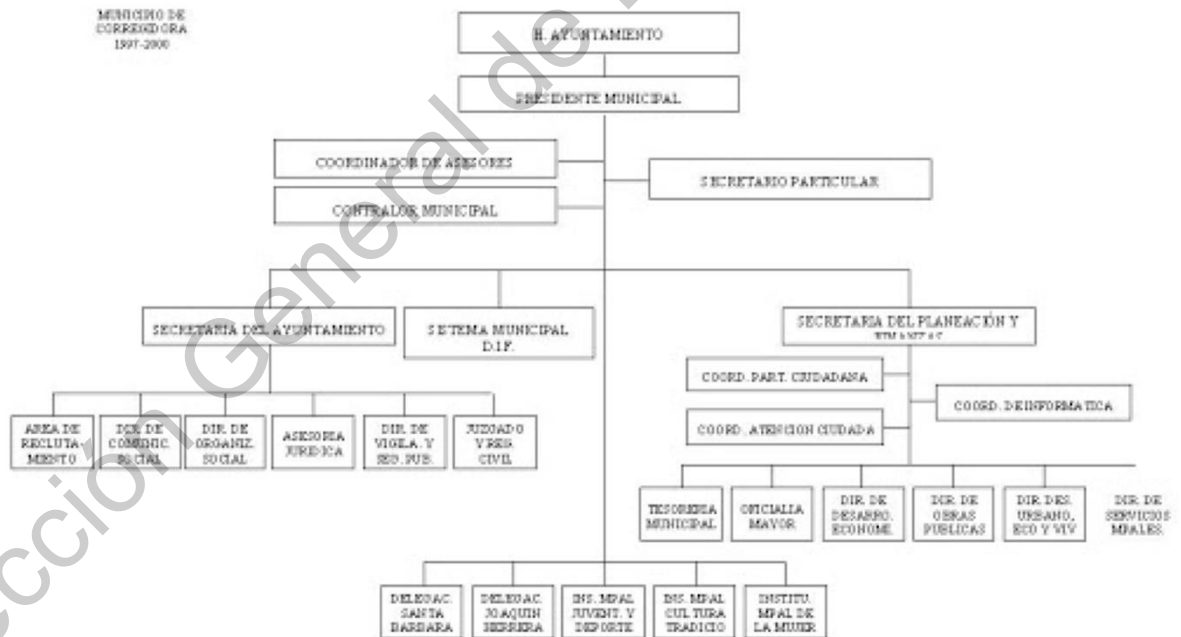 MUNICIPIO DE
CORREGIDORA
1997-2000
H. AYUNTAMIENTO
PRESIDENTE MUNICIPAL
COORDINADOR DE ASESORES
SECRETARIO PARTICULAR
CONTRALOR MUNICIPAL
SECRETARIA DEL AYUNTAMIENTO
SISTEMA MUNICIPAL
D.I.F.
SECRETARIA DEL PLANEACIÓN Y
COORD. PART. CIUDADANA
COORD. DE INFORMATICA
COORD. ATENCION CIUDADA
AREA DE
RECLUTA-
MIENTO
DIR. DE
COMUNIC.
SOCIAL
DIR. DE
ORGANIZ.
SOCIAL
ASESORIA
JURIDICA
DIR. DE
VIGILA. Y
SEG. PUB.
JUZGADO
Y REG.
CIVIL
TESORERIA
MUNICIPAL
OFICIALIA
MAYOR
DIR. DE
DESARRO.
ECONOMI.
DIR. DE
OBRAS
PUBLICAS
DIR. DES.
URBANO,
ECO Y VIV
DIR. DE
SERVICIOS
MPALES.
DELEGAC.
SANTA
BARBARA
DELEGAC.
JOAQUIN
HERRERA
INS. MPAL
JUVENT. Y
DEPORTE
INS. MPAL
CULTURA
TRADICIO
INSTITU.
MPAL DE
LA MUJER
ección General de